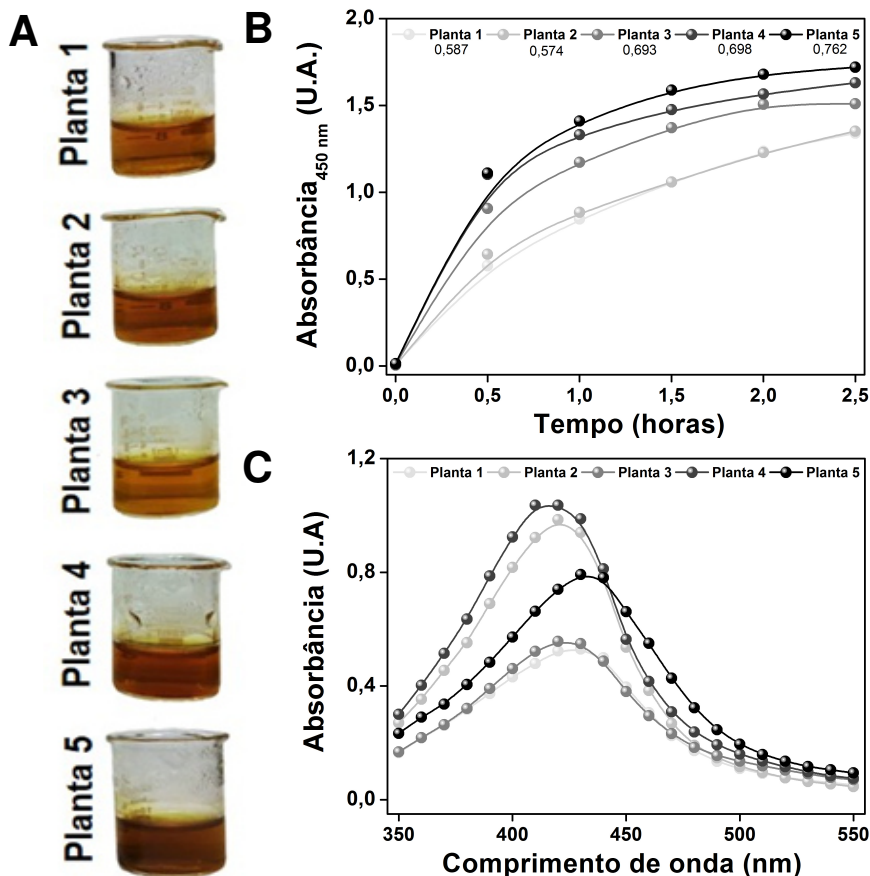 A
Planta 1
Planta 2
Planta 3
Planta 4
Planta 5
B
Absorbância450 nm (U.A.)
2,0
1,5
1,0
0,5
0,0
Planta 1 Planta 2 Planta 3 Planta 4 Planta 5
0,587 0,574 0,693 0,698 0,762
0,0 0,5 1,0 1,5 2,0 2,5
Tempo (horas)
C
Absorbância (U.A)
1,2
0,8
0,4
0,0
Planta 1 Planta 2 Planta 3 Planta 4 Planta 5
350 400 450 500 550
Comprimento de onda (nm)